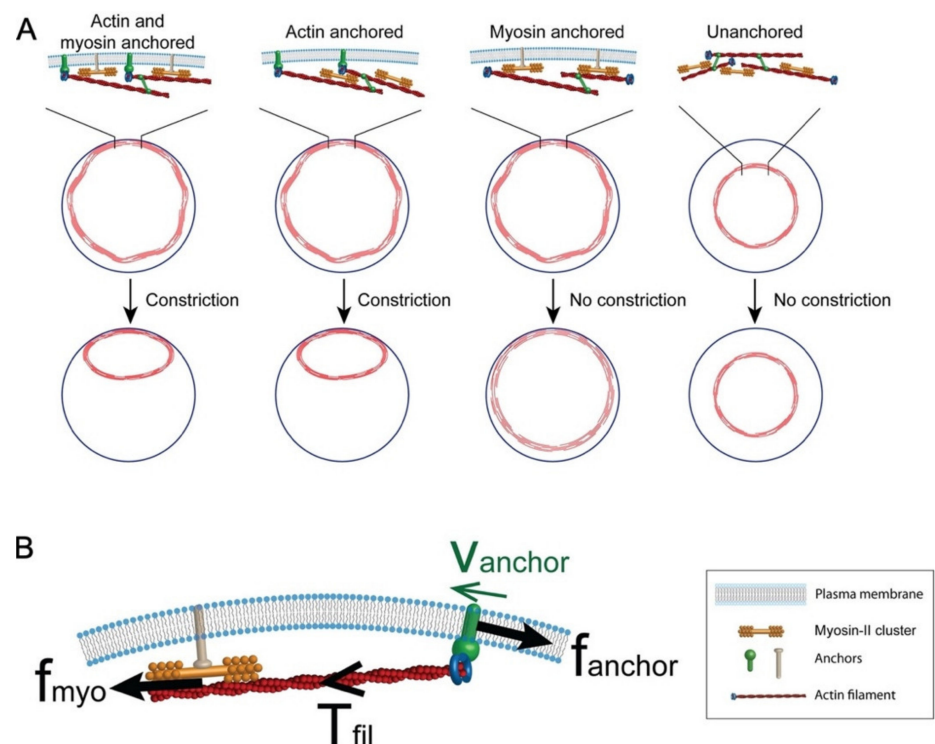 A
Actin and
myosin anchored
Actin anchored
Myosin anchored
Unanchored
Constriction
Constriction
No constriction
No constriction
B
Vanchor
fmyo
fanchor
Tfil
Plasma membrane
Myosin-II cluster
Anchors
Actin filament